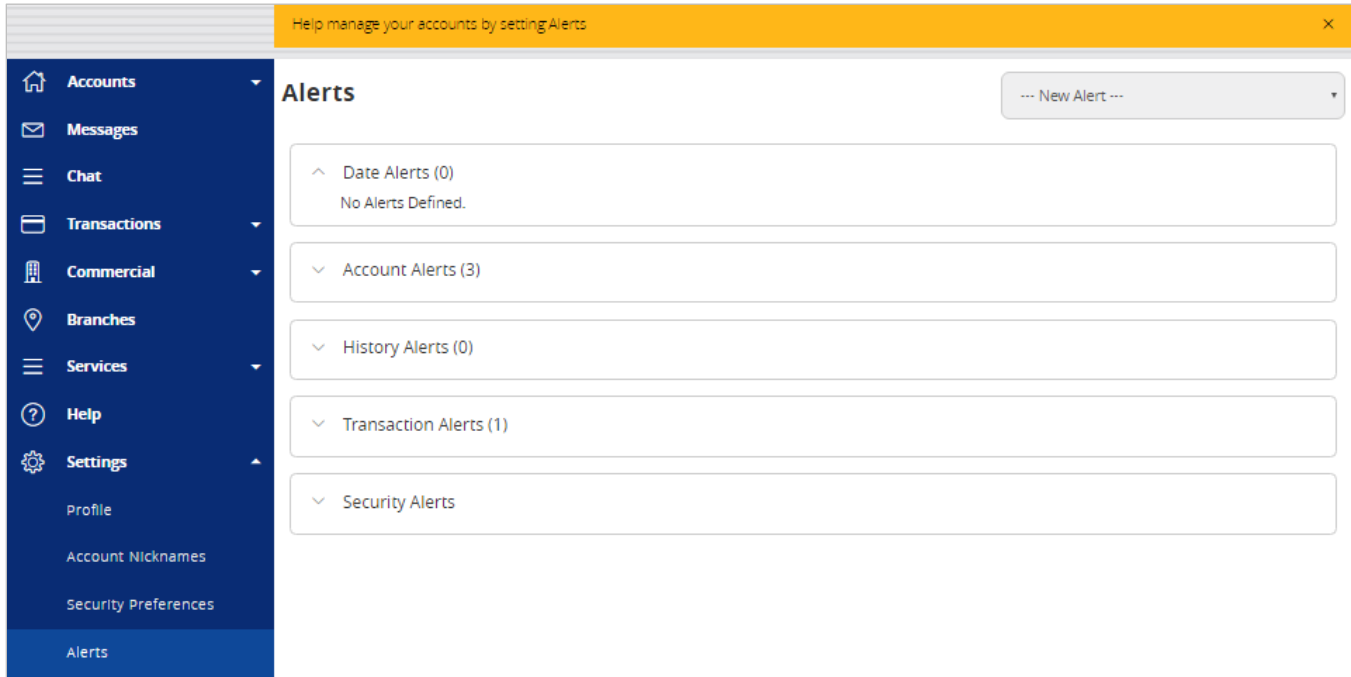 Help manage your accounts by setting Alerts
Accounts
Messages
Chat
Transactions
Commercial
Branches
Services
Help
Settings
Profile
Account Nicknames
Security Preferences
Alerts
Alerts
--- New Alert ---
Date Alerts (0)
No Alerts Defined.
Account Alerts (3)
History Alerts (0)
Transaction Alerts (1)
Security Alerts